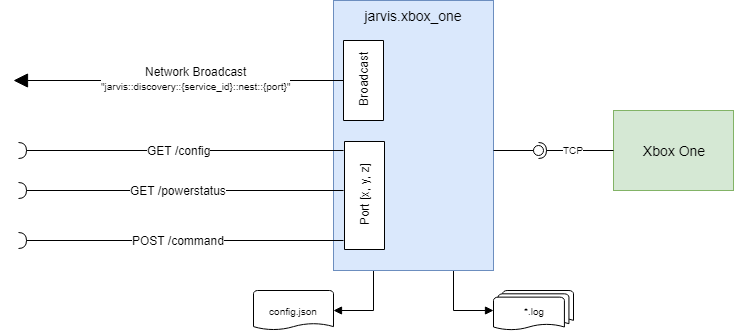 jarvis.xbox_one
Network Broadcast
"jarvis::discovery::{service_id}::nest::{port}"
Broadcast
GET /config
GET /powerstatus
POST /command
Port [x, y, z]
TCP
Xbox One
config.json
*.log